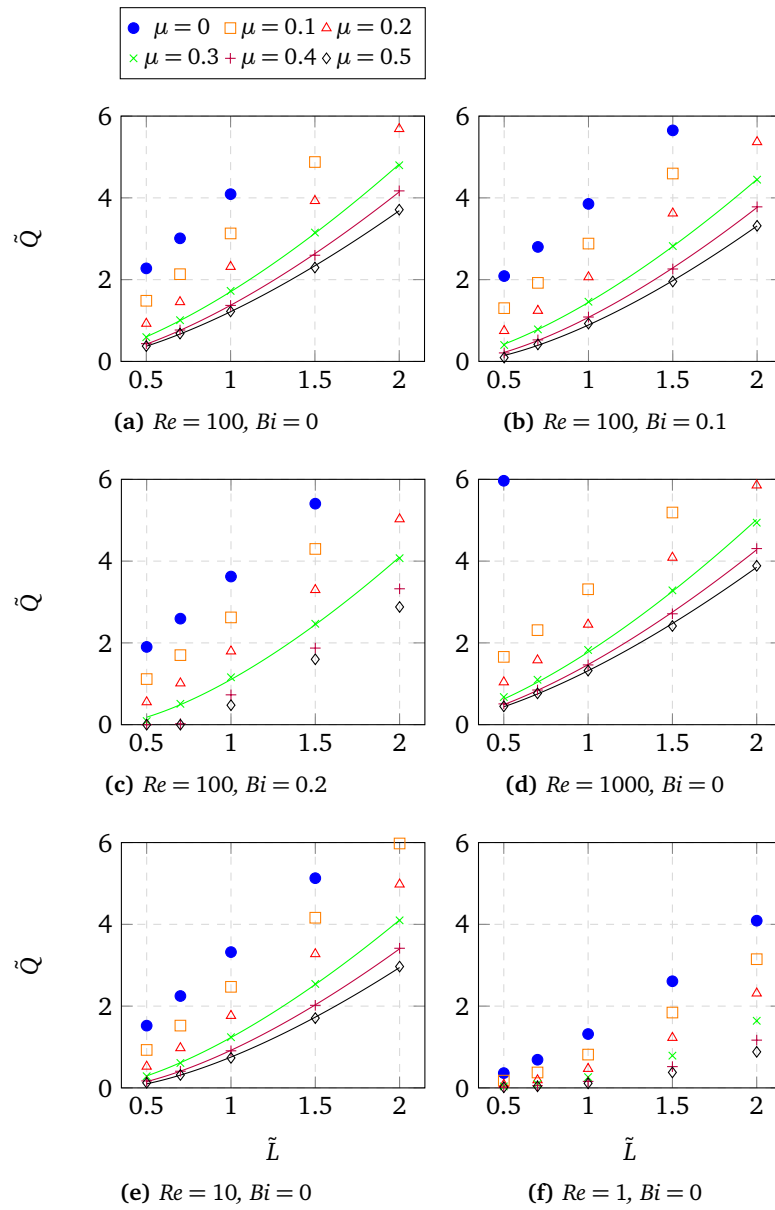 μ = 0 μ = 0.1 μ = 0.2
μ = 0.3 μ = 0.4 μ = 0.5
6
4
2
0
0.5 1 1.5 2
Q̃
(a) Re = 100, Bi = 0
6
4
2
0
0.5 1 1.5 2
(b) Re = 100, Bi = 0.1
6
4
2
0
0.5 1 1.5 2
Q̃
(c) Re = 100, Bi = 0.2
6
4
2
0
0.5 1 1.5 2
(d) Re = 1000, Bi = 0
6
4
2
0
0.5 1 1.5 2
Q̃
L̃
(e) Re = 10, Bi = 0
6
4
2
0
0.5 1 1.5 2
L̃
(f) Re = 1, Bi = 0